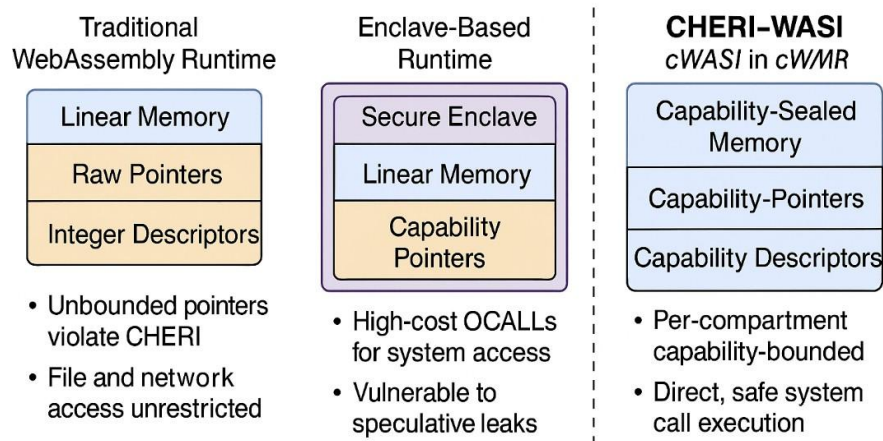 Traditional
WebAssembly Runtime
Linear Memory
Raw Pointers
Integer Descriptors
• Unbounded pointers
violate CHERI
• File and network
access unrestricted
Enclave-Based
Runtime
Secure Enclave
Linear Memory
Capability
Pointers
• High-cost OCALLs
for system access
• Vulnerable to
speculative leaks
CHERI–WASI
cWASI in cWMR
Capability-Sealed
Memory
Capability-Pointers
Capability Descriptors
• Per-compartment
capability-bounded
• Direct, safe system
call execution